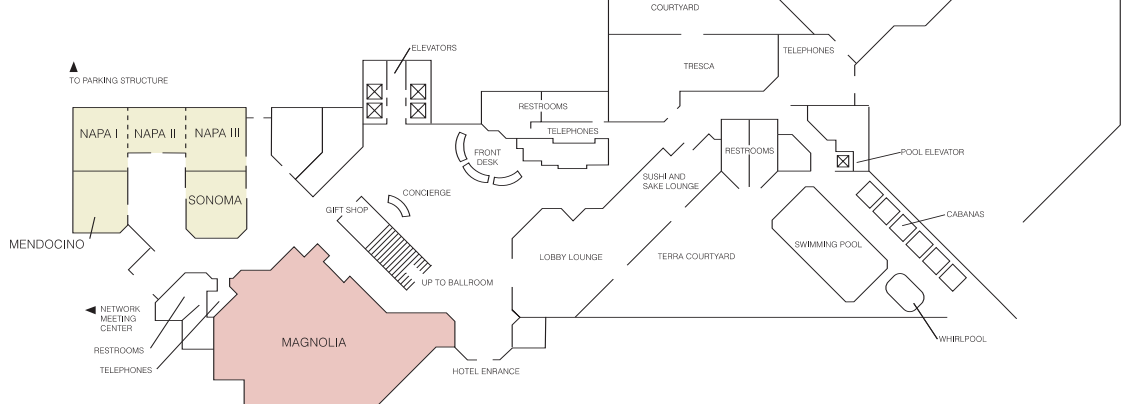 COURTYARD
ELEVATORS
TELEPHONES
TRESCA
TO PARKING STRUCTURE
RESTROOMS
NAPA I
NAPA II
NAPA III
TELEPHONES
FRONT
DESK
RESTROOMS
POOL ELEVATOR
SUSHI AND
SAKE LOUNGE
CONCIERGE
SONOMA
GIFT SHOP
CABANAS
MENDOCINO
SWIMMING POOL
LOBBY LOUNGE
TERRA COURTYARD
UP TO BALLROOM
NETWORK
MEETING
CENTER
WHIRLPOOL
MAGNOLIA
RESTROOMS
TELEPHONES
HOTEL ENTRANCE